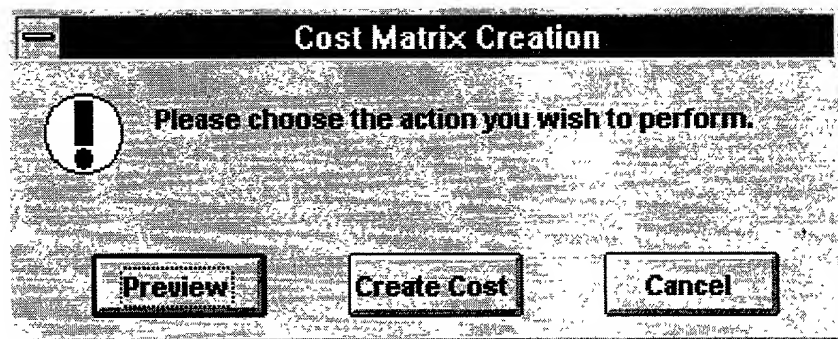 Cost Matrix Creation
Please choose the action you wish to perform.
Preview Create Cost Cancel